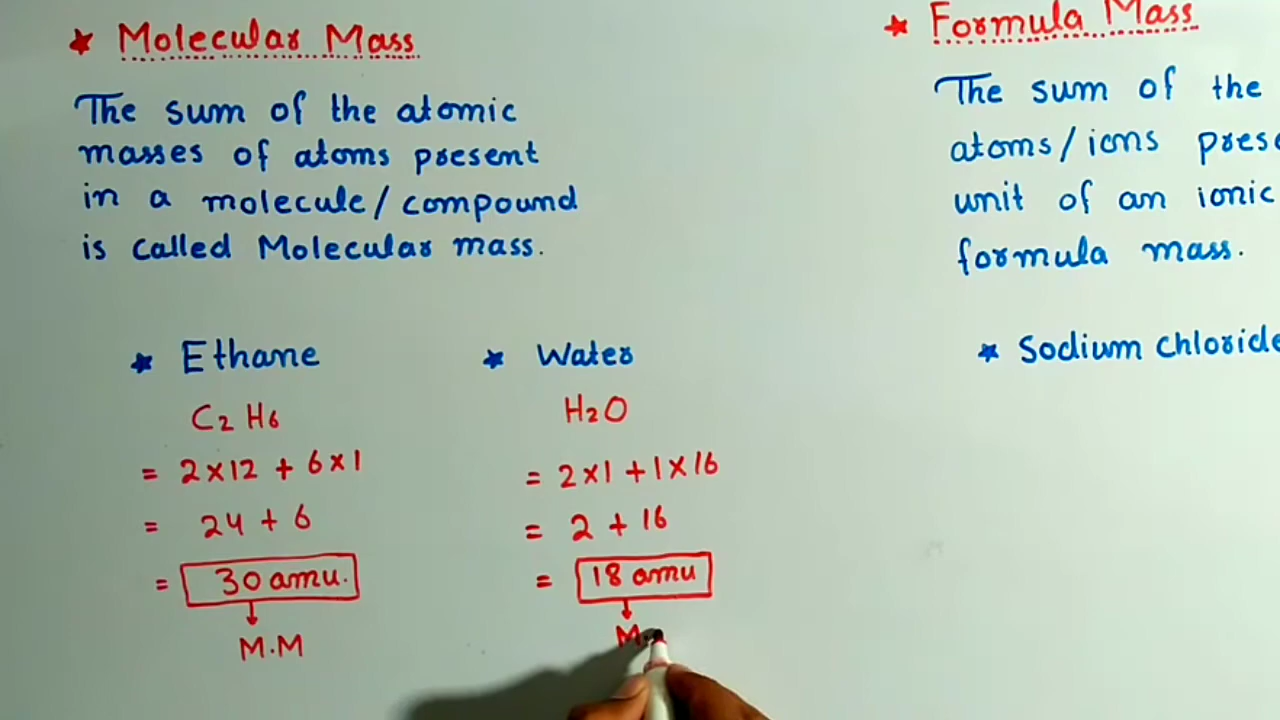 ★ Molecular Mass
The sum of the atomic
masses of atoms present
in a molecule/compound
is called Molecular mass.
★ Ethane
C₂ H₆
= 2×12 + 6×1
= 24 + 6
= 30 amu.
M.M
★ Water
H₂O
= 2×1 + 1×16
= 2 + 16
= 18 amu
M.
★ Formula Mass
The sum of the
atoms/ions
unit of an ionic
formula mass.
★ Sodium Chloride